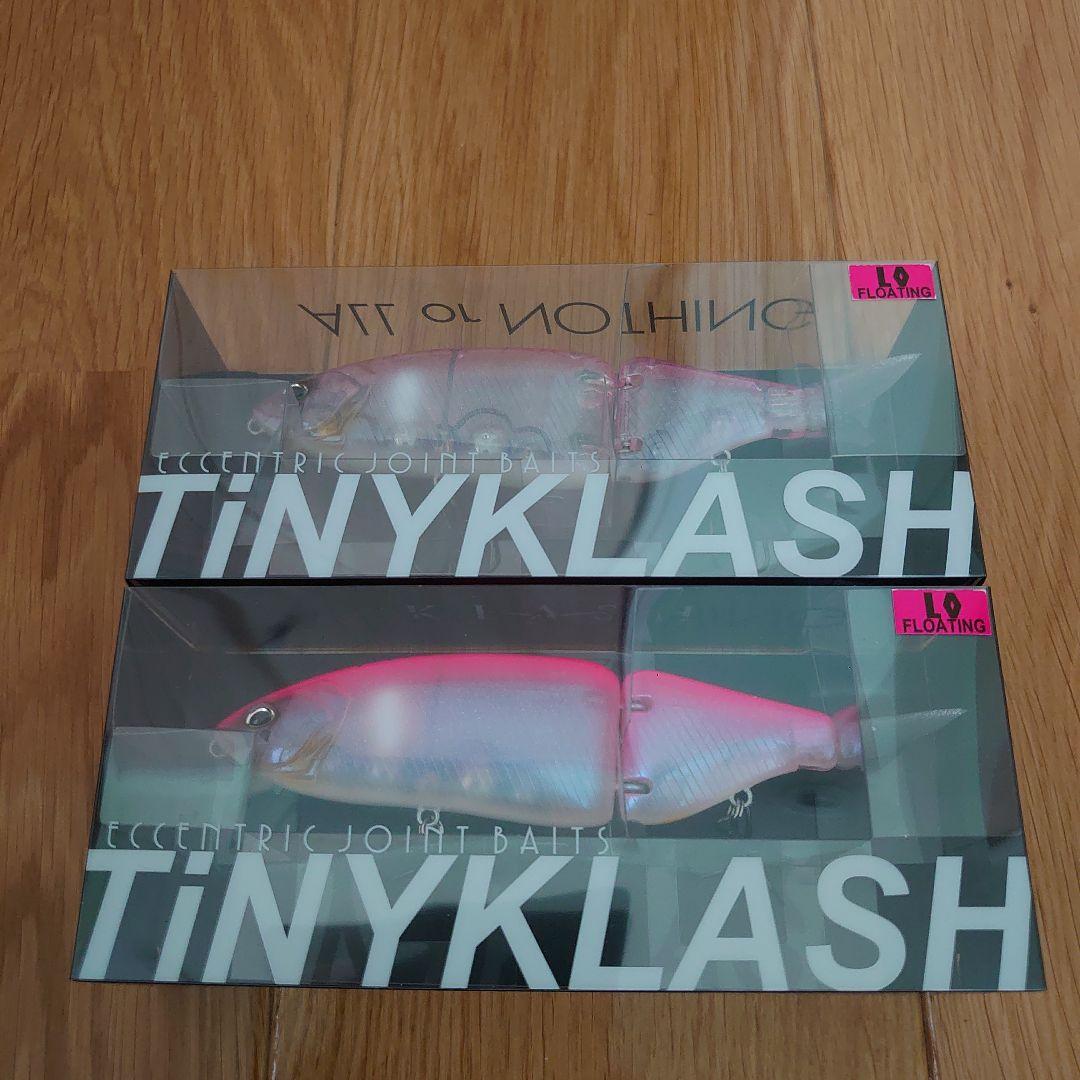 LO
FLOATING
ALL or NOTHING
ECCENTRIC JOINT BAITS
TiNYKLASH
LO
FLOATING
ECCENTRIC JOINT BAITS
TiNYKLASH